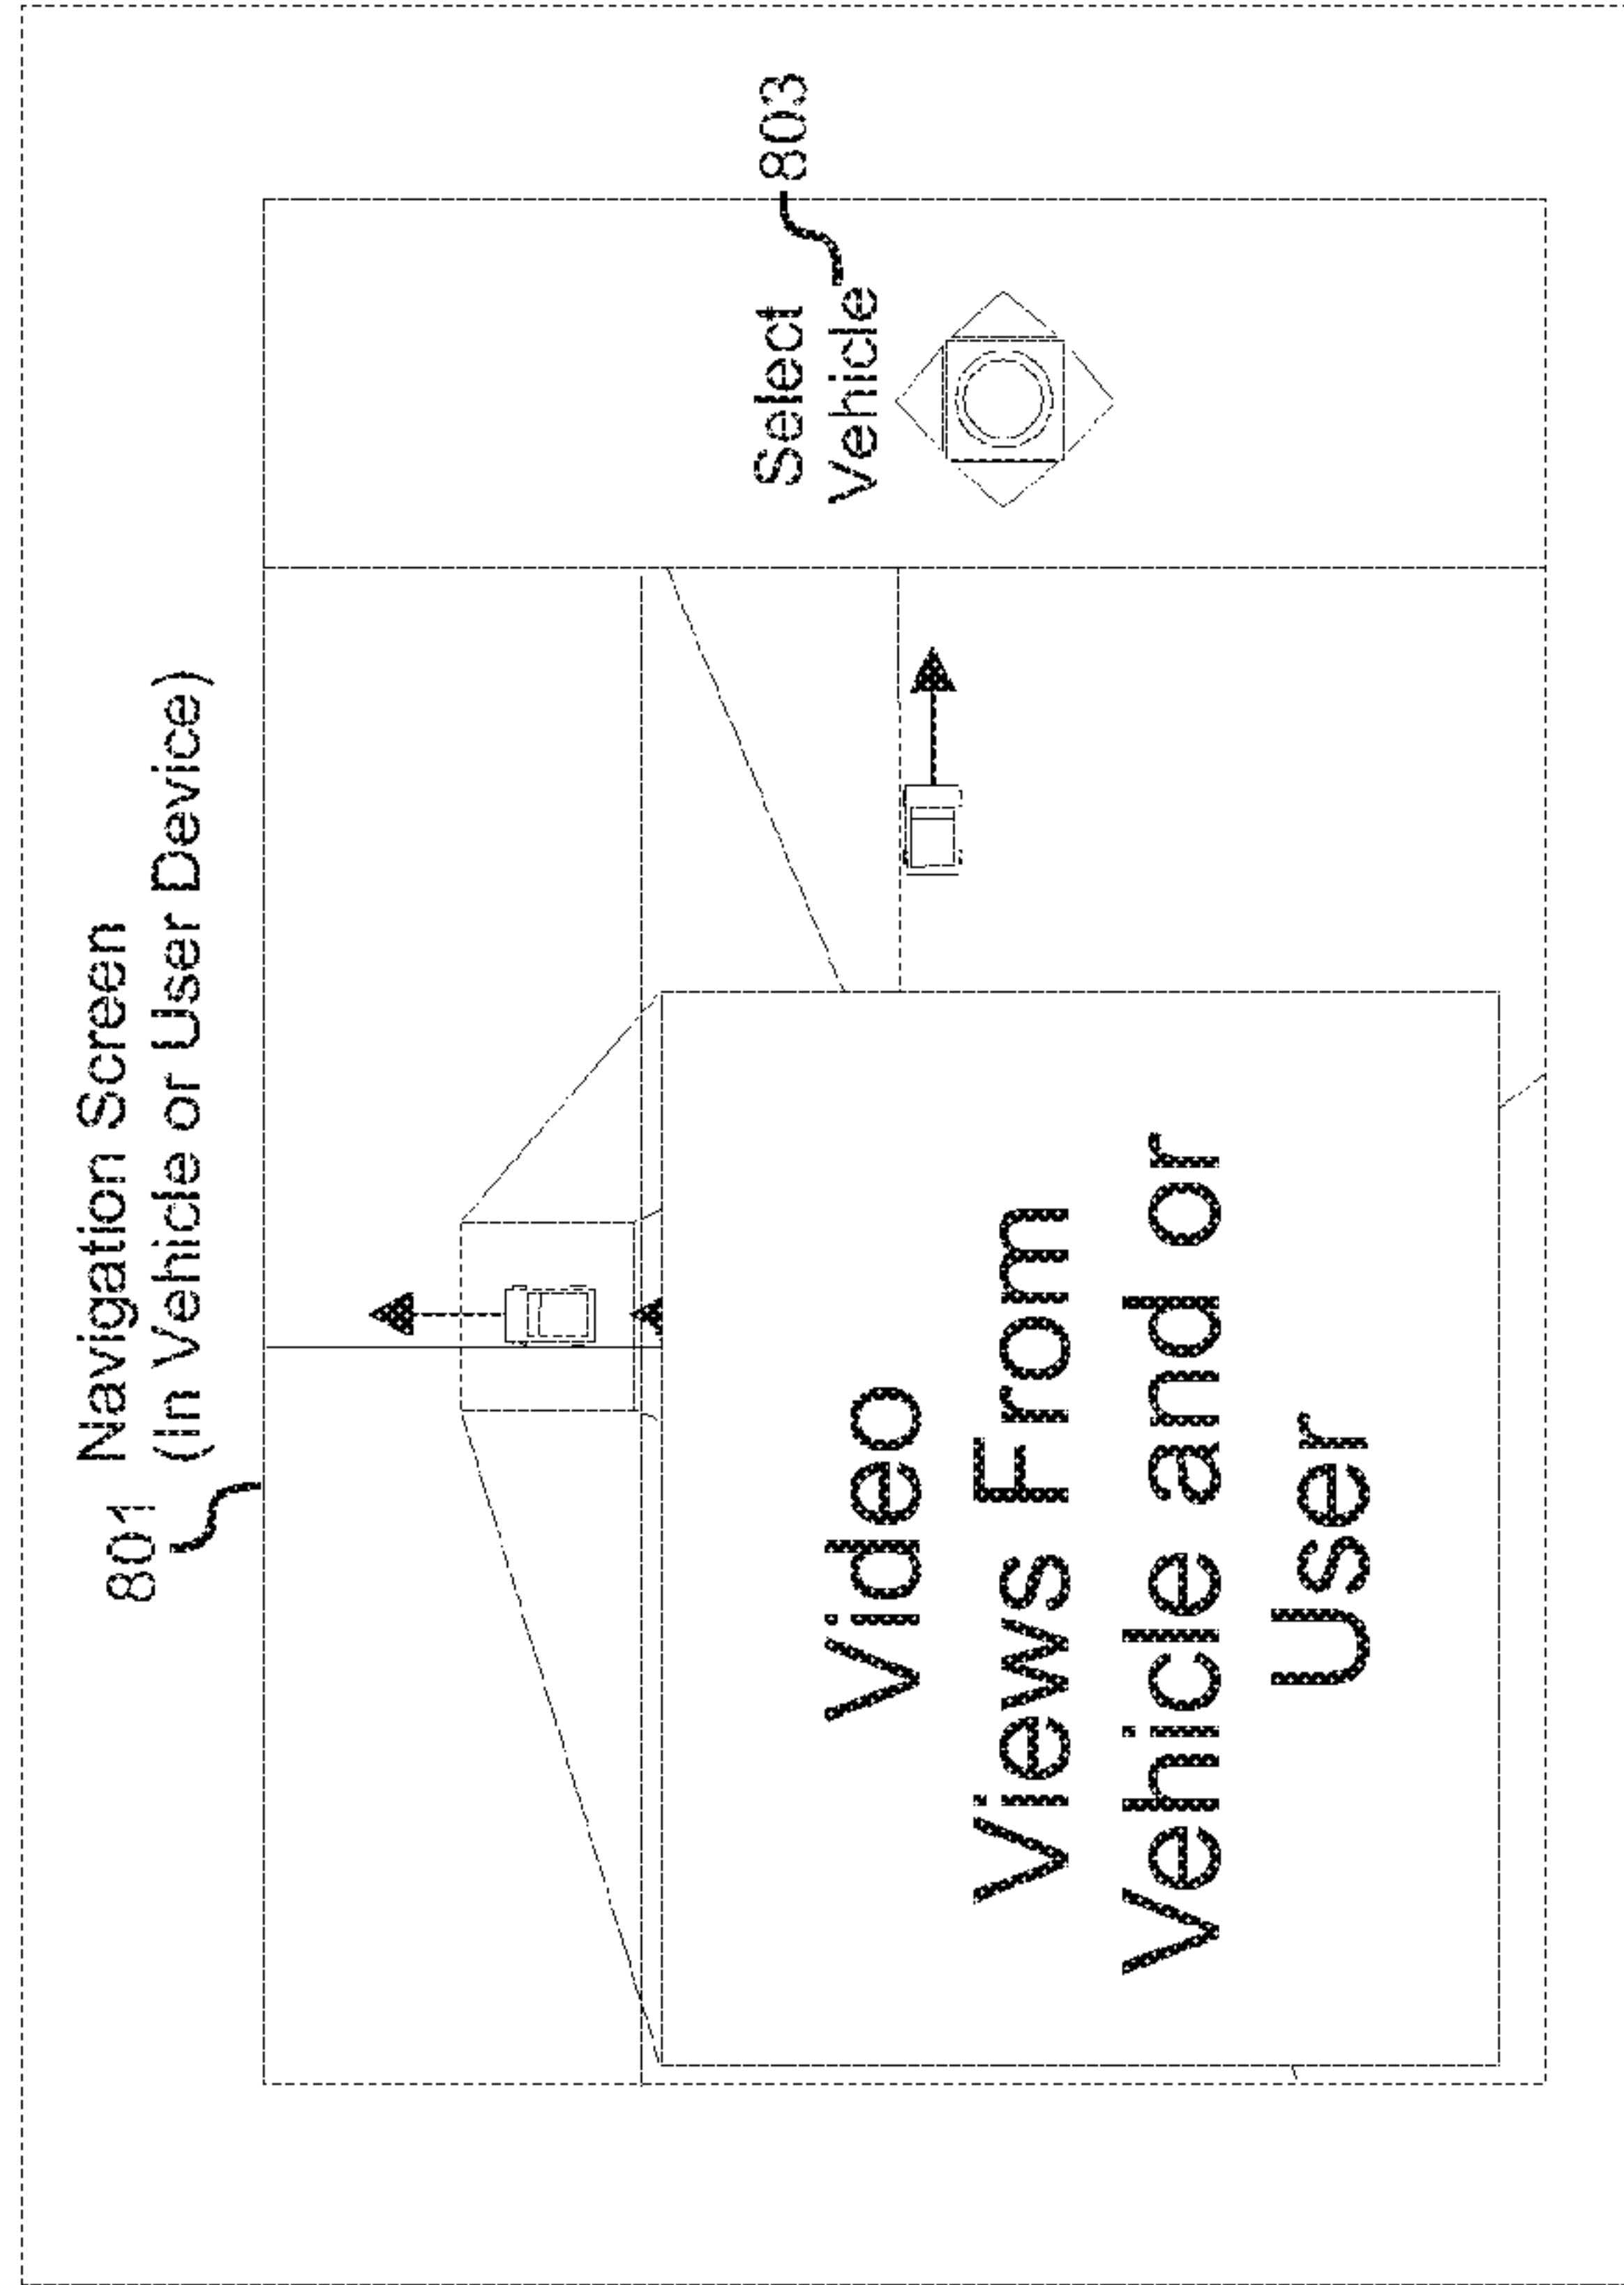 801 Navigation Screen
(In Vehicle or User Device)
Select
Vehicle 803
Video
Views From
Vehicle and or
User